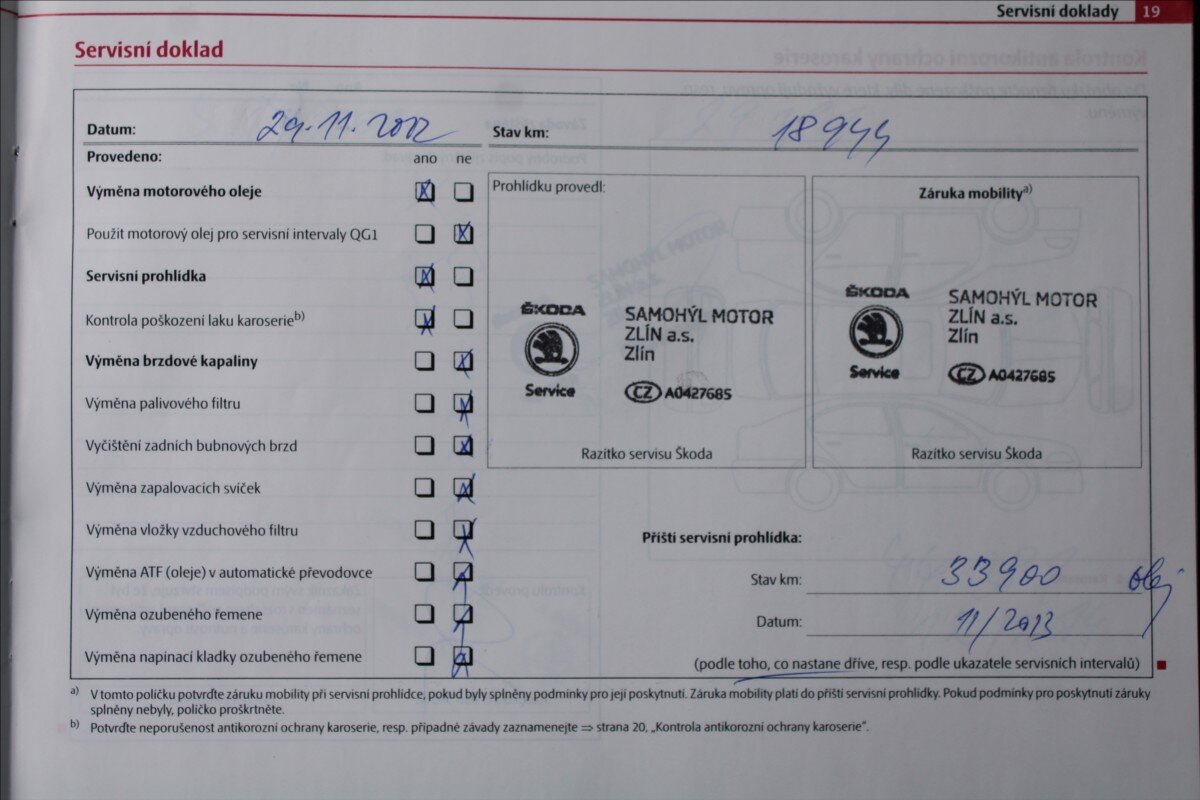 Servisní doklady 19
Servisní doklad
Datum: 29.11.2012 Stav km: 18944
Provedeno: ano ne
Výměna motorového oleje
Použit motorový olej pro servisní intervaly QG1
Servisní prohlídka
Kontrola poškození laku karoserie b)
Výměna brzdové kapaliny
Výměna palivového filtru
Vyčištění zadních bubnových brzd
Výměna zapalovacích svíček
Výměna vložky vzduchového filtru
Výměna ATF (oleje) v automatické převodovce
Výměna ozubeného řemene
Výměna napínací kladky ozubeného řemene
Prohlídku provedl:
ŠKODA
Service
SAMOHÝL MOTOR
ZLÍN a.s.
Zlín
CZ A0427685
Razítko servisu Škoda
Záruka mobility a)
ŠKODA
Service
SAMOHÝL MOTOR
ZLÍN a.s.
Zlín
CZ A0427685
Razítko servisu Škoda
Příští servisní prohlídka:
Stav km: 33900 olej
Datum: 11/2013
(podle toho, co nastane dříve, resp. podle ukazatele servisních intervalů)
a) V tomto políčku potvrďte záruku mobility při servisní prohlídce, pokud byly splněny podmínky pro její poskytnutí. Záruka mobility platí do příští servisní prohlídky. Pokud podmínky pro poskytnutí záruky
splněny nebyly, políčko proškrtněte.
b) Potvrďte neporušenost antikorozní ochrany karoserie, resp. případné závady zaznamenejte ⇒ strana 20, „Kontrola antikorozní ochrany karoserie“.